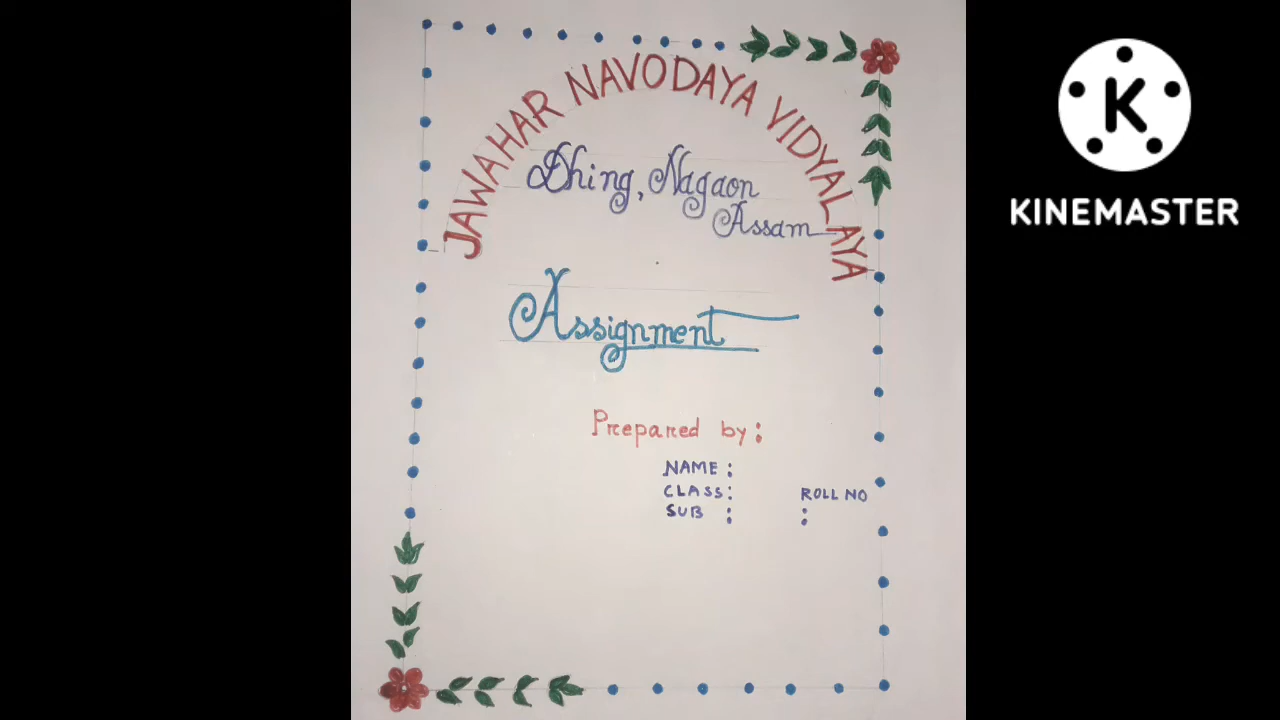 JAWAHAR NAVODAYA VIDYALAYA
Dhing, Nagaon
Assam
Assignment
Prepared by:
NAME :
CLASS: ROLL NO
SUB : :
K
KINEMASTER